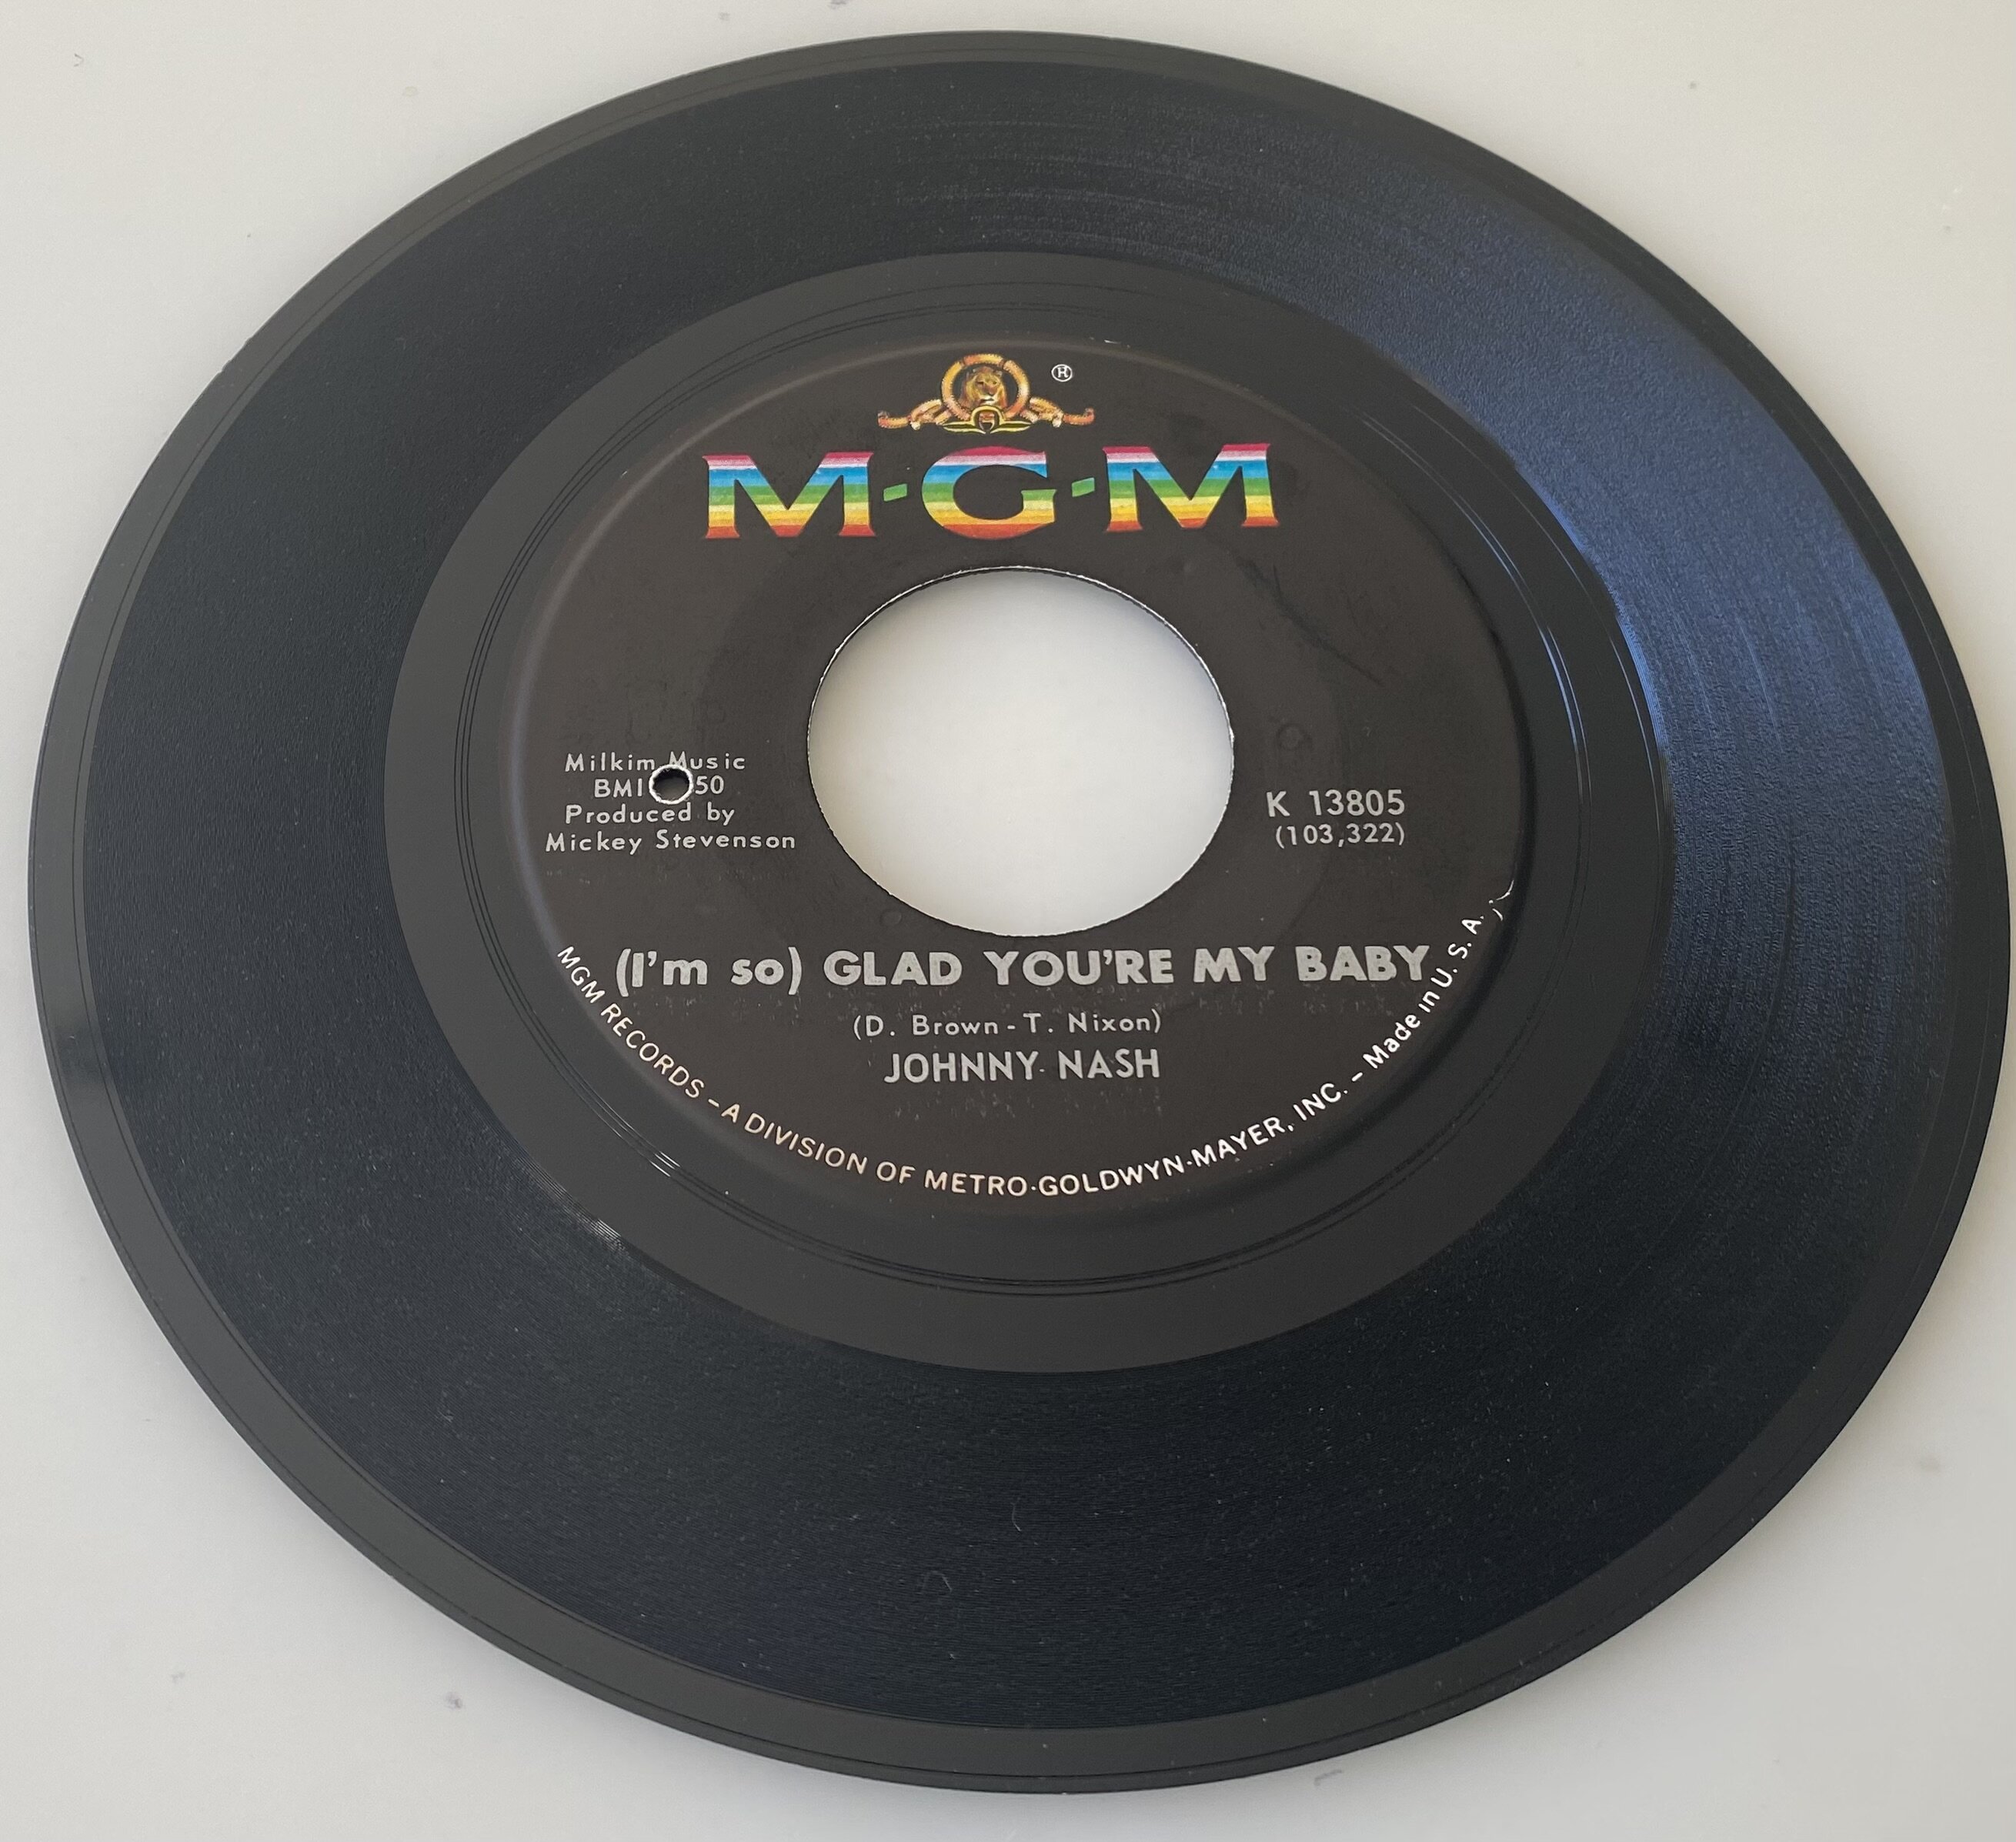 ®
M-G-M
Milkim Music
BMI 50
Produced by
Mickey Stevenson
K 13805
(103,322)
(I'm so) GLAD YOU'RE MY BABY
(D. Brown - T. Nixon)
JOHNNY NASH
MGM RECORDS – A DIVISION OF METRO·GOLDWYN·MAYER, INC. – Made in U. S. A.